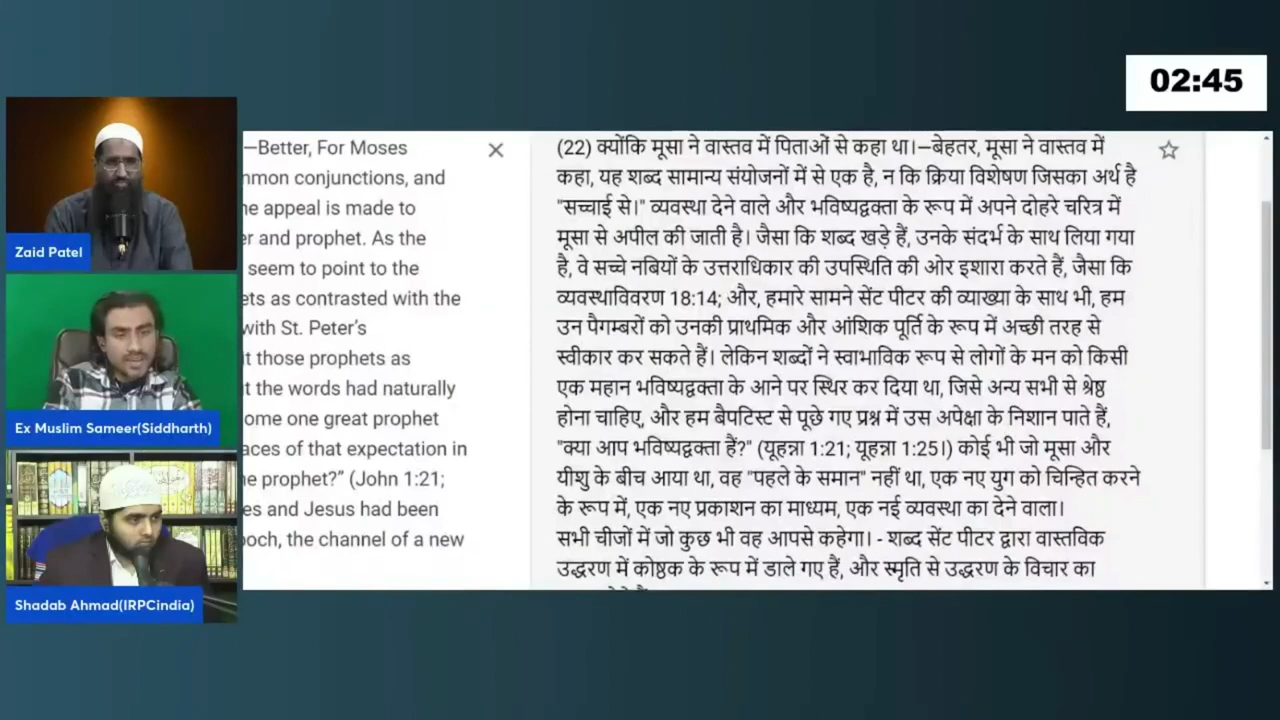 02:45
Zaid Patel
Ex Muslim Sameer(Siddharth)
Shadab Ahmad(IRPCindia)
—Better, For Moses
nmon conjunctions, and
e appeal is made to
er and prophet. As the
seem to point to the
ets as contrasted with the
with St. Peter’s
it those prophets as
at the words had naturally
ome one great prophet
aces of that expectation in
e prophet?” (John 1:21;
es and Jesus had been
och, the channel of a new
(22) क्योंकि मूसा ने वास्तव में पिताओं से कहा था।—बेहतर, मूसा ने वास्तव में
कहा, यह शब्द सामान्य संयोजनों में से एक है, न कि क्रिया विशेषण जिसका अर्थ है
"सच्चाई से।" व्यवस्था देने वाले और भविष्यद्वक्ता के रूप में अपने दोहरे चरित्र में
मूसा से अपील की जाती है। जैसा कि शब्द खड़े हैं, उनके संदर्भ के साथ लिया गया
है, वे सच्चे नबियों के उत्तराधिकार की उपस्थिति की ओर इशारा करते हैं, जैसा कि
व्यवस्थाविवरण 18:14; और, हमारे सामने सेंट पीटर की व्याख्या के साथ भी, हम
उन पैगम्बरों को उनकी प्राथमिक और आंशिक पूर्ति के रूप में अच्छी तरह से
स्वीकार कर सकते हैं। लेकिन शब्दों ने स्वाभाविक रूप से लोगों के मन को किसी
एक महान भविष्यद्वक्ता के आने पर स्थिर कर दिया था, जिसे अन्य सभी से श्रेष्ठ
होना चाहिए, और हम बैपटिस्ट से पूछे गए प्रश्न में उस अपेक्षा के निशान पाते हैं,
"क्या आप भविष्यद्वक्ता हैं?" (यूहन्ना 1:21; यूहन्ना 1:25।) कोई भी जो मूसा और
यीशु के बीच आया था, वह "पहले के समान" नहीं था, एक नए युग को चिन्हित करने
के रूप में, एक नए प्रकाशन का माध्यम, एक नई व्यवस्था का देने वाला।
सभी चीजों में जो कुछ भी वह आपसे कहेगा। - शब्द सेंट पीटर द्वारा वास्तविक
उद्धरण में कोष्ठक के रूप में डाले गए हैं, और स्मृति से उद्धरण के विचार का